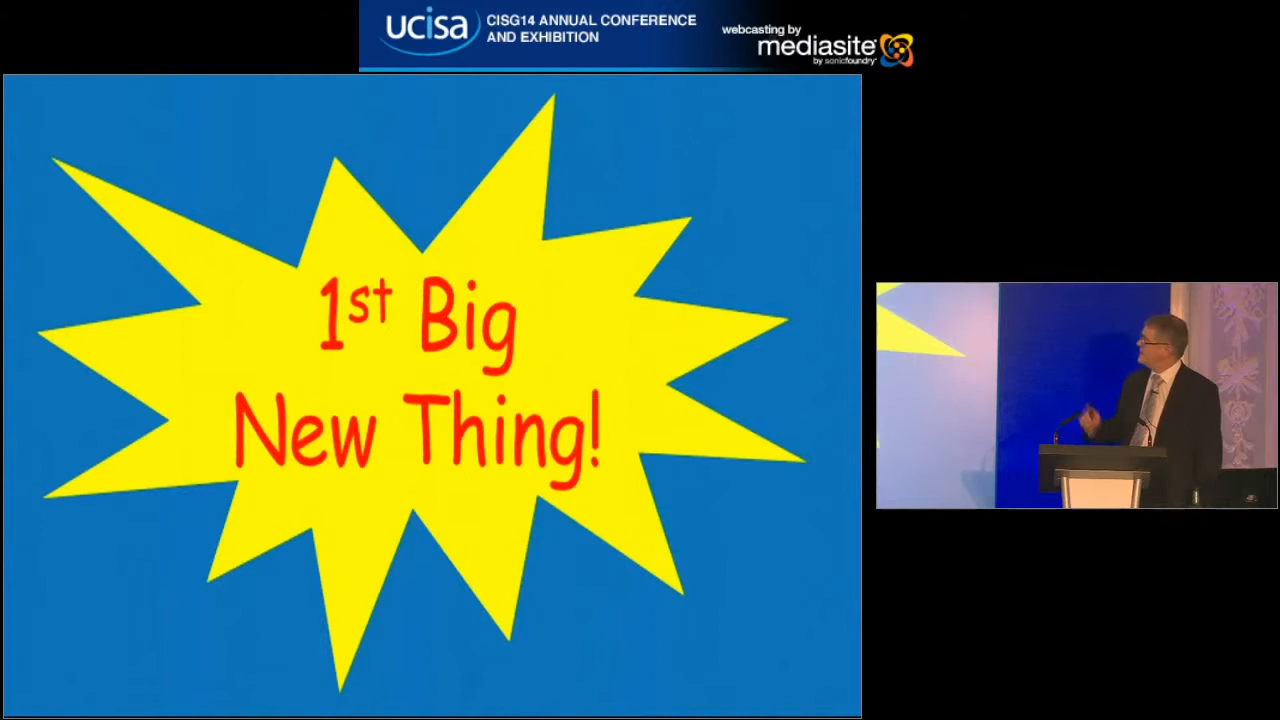 ucisa
CISG14 ANNUAL CONFERENCE
AND EXHIBITION
webcasting by
mediasite
by sonicfoundry
1st Big
New Thing!